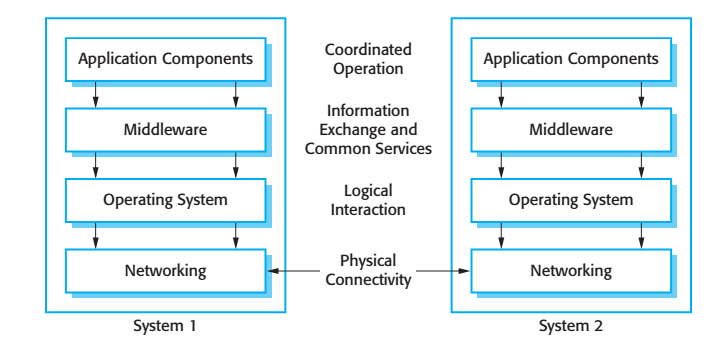 Application Components
Coordinated
Operation
Application Components
Middleware
Information
Exchange and
Common Services
Middleware
Operating System
Logical
Interaction
Operating System
Networking
Physical
Connectivity
Networking
System 1
System 2